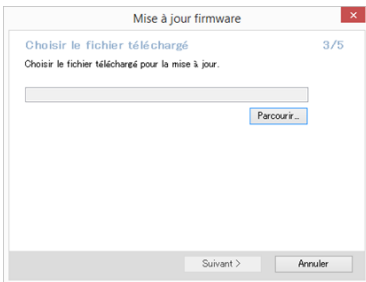 Mise à jour firmware
Choisir le fichier téléchargé 3/5
Choisir le fichier téléchargé pour la mise à jour.
Parcourir...
Suivant >
Annuler